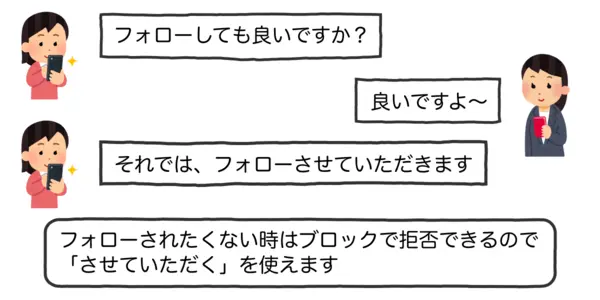 フォローしても良いですか？
良いですよ～
それでは、フォローさせていただきます
フォローされたくない時はブロックで拒否できるので
「させていただく」を使えます